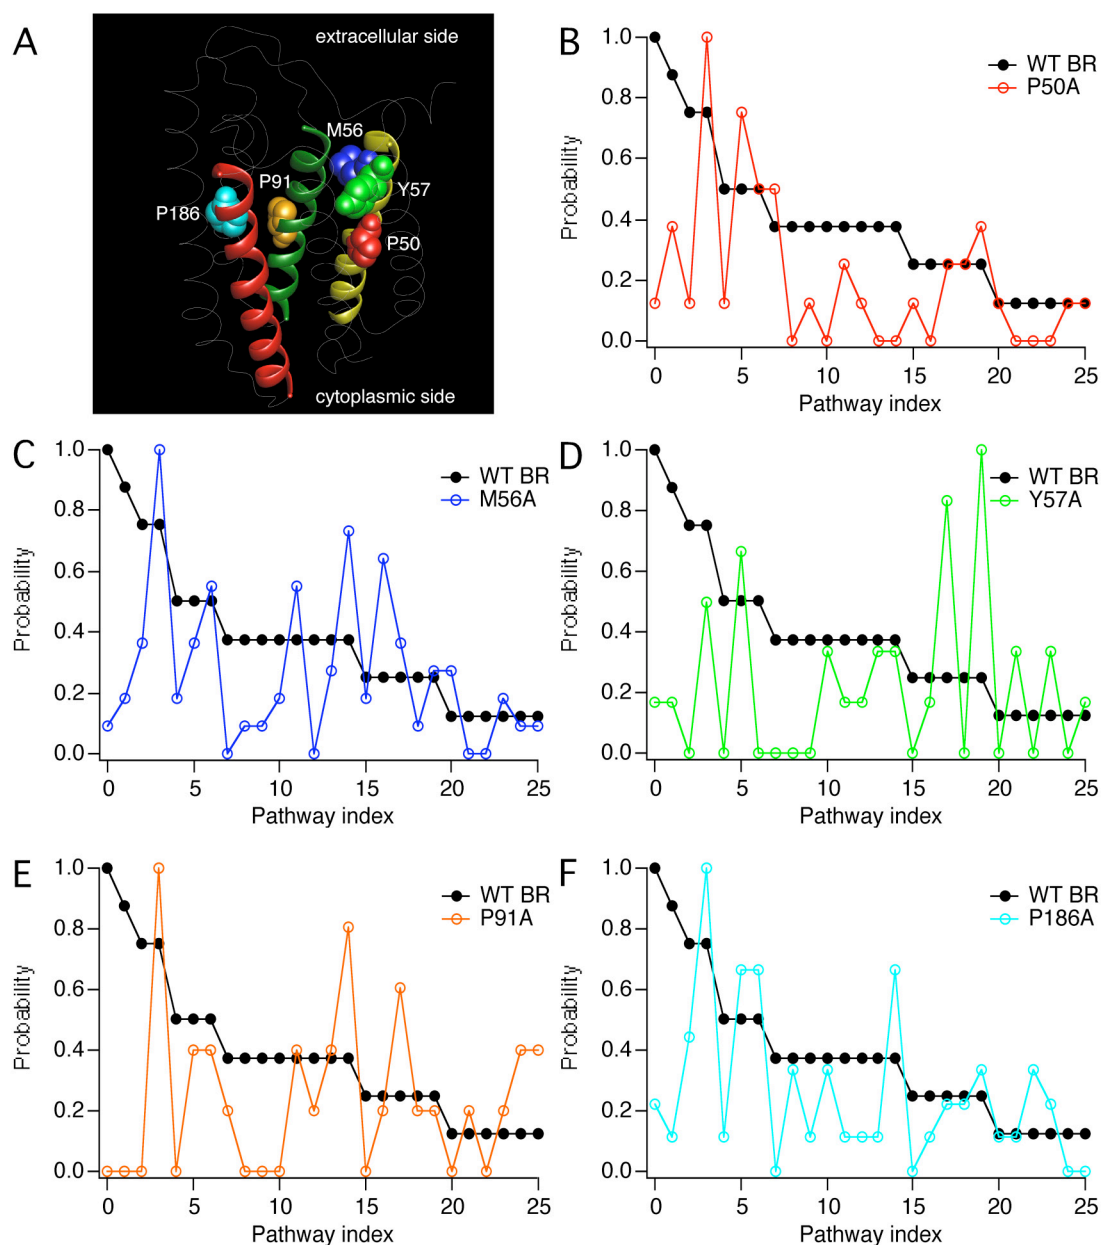 A
extracellular side
M56
P91
Y57
P186
P50
cytoplasmic side
B
WT BR
P50A
Probability
1.0
0.8
0.6
0.4
0.2
0.0
0 5 10 15 20 25
Pathway index
C
WT BR
M56A
Probability
1.0
0.8
0.6
0.4
0.2
0.0
0 5 10 15 20 25
Pathway index
D
WT BR
Y57A
Probability
1.0
0.8
0.6
0.4
0.2
0.0
0 5 10 15 20 25
Pathway index
E
WT BR
P91A
Probability
1.0
0.8
0.6
0.4
0.2
0.0
0 5 10 15 20 25
Pathway index
F
WT BR
P186A
Probability
1.0
0.8
0.6
0.4
0.2
0.0
0 5 10 15 20 25
Pathway index